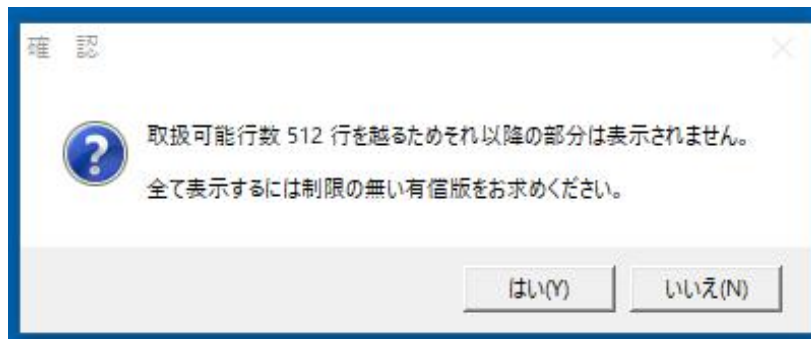 確 認
取扱可能行数 512 行を越るためそれ以降の部分は表示されません。
全て表示するには制限の無い有償版をお求めください。
はい(Y)
いいえ(N)